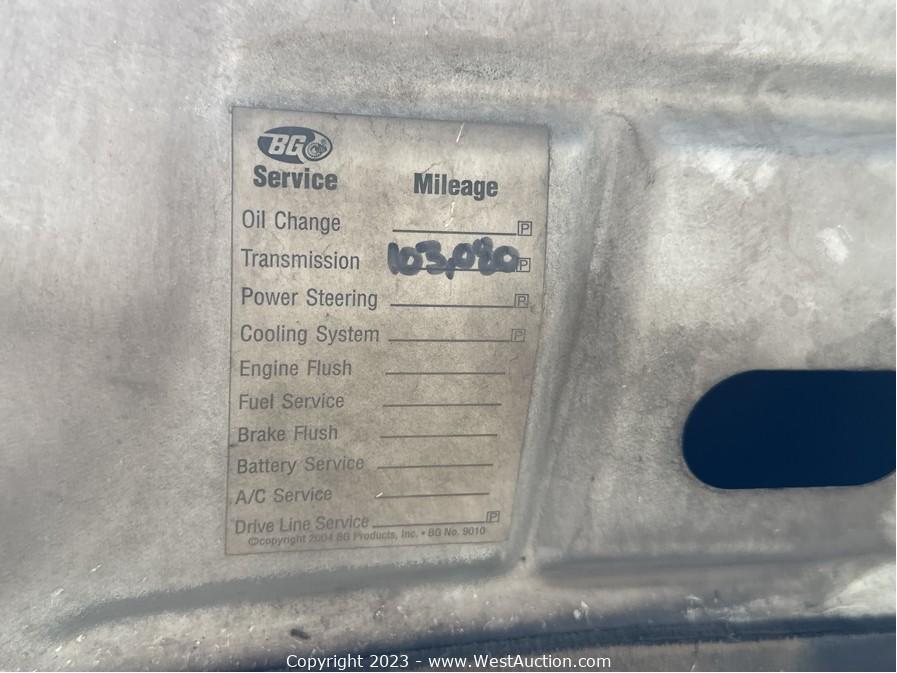 BG
Service Mileage
Oil Change P
Transmission 103,080 P
Power Steering P
Cooling System P
Engine Flush
Fuel Service
Brake Flush
Battery Service
A/C Service
Drive Line Service P
©copyright 2004 BG Products, Inc. • BG No. 9010
Copyright 2023 - www.WestAuction.com